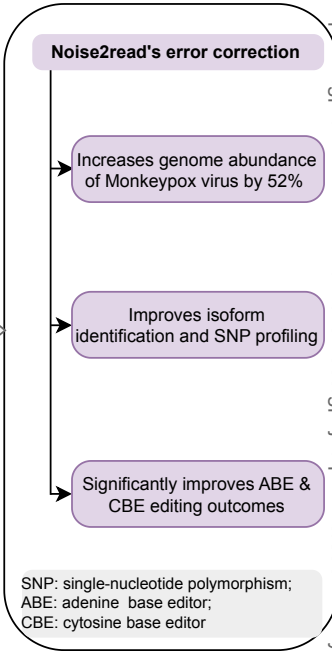 Noise2read's error correction
Increases genome abundance
of Monkeypox virus by 52%
Improves isoform
identification and SNP profiling
Significantly improves ABE &
CBE editing outcomes
SNP: single-nucleotide polymorphism;
ABE: adenine  base editor;
CBE: cytosine base editor